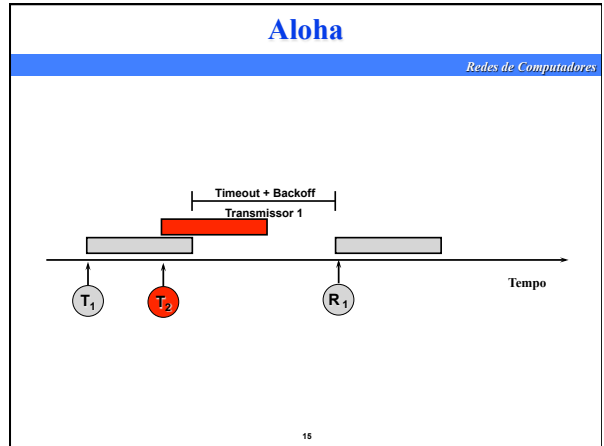 Aloha
Redes de Computadores
Timeout + Backoff
Transmissor 1
Tempo
T1
T2
R1
15